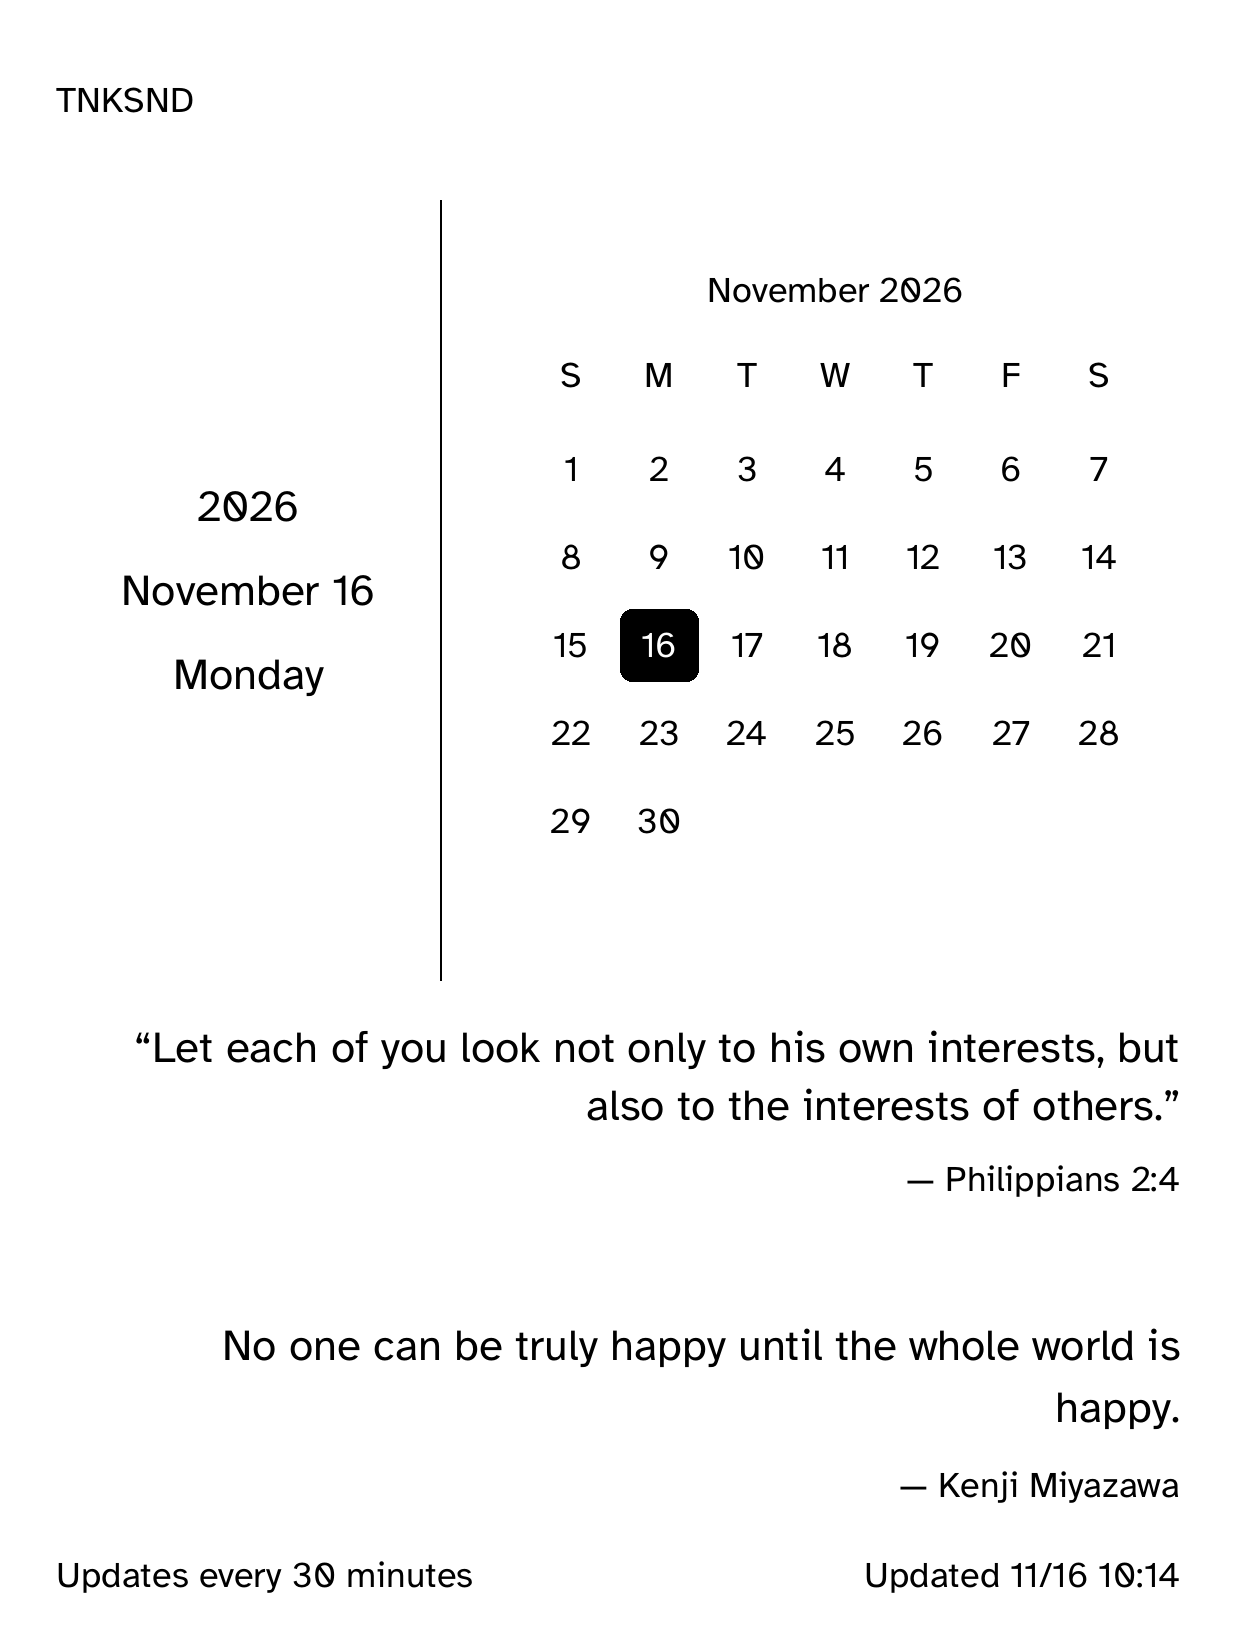 TNKSND
2026
November 16
Monday
November 2026
S M T W T F S
1 2 3 4 5 6 7
8 9 10 11 12 13 14
15 16 17 18 19 20 21
22 23 24 25 26 27 28
29 30
“Let each of you look not only to his own interests, but
also to the interests of others.”
— Philippians 2:4
No one can be truly happy until the whole world is
happy.
— Kenji Miyazawa
Updates every 30 minutes
Updated 11/16 10:14